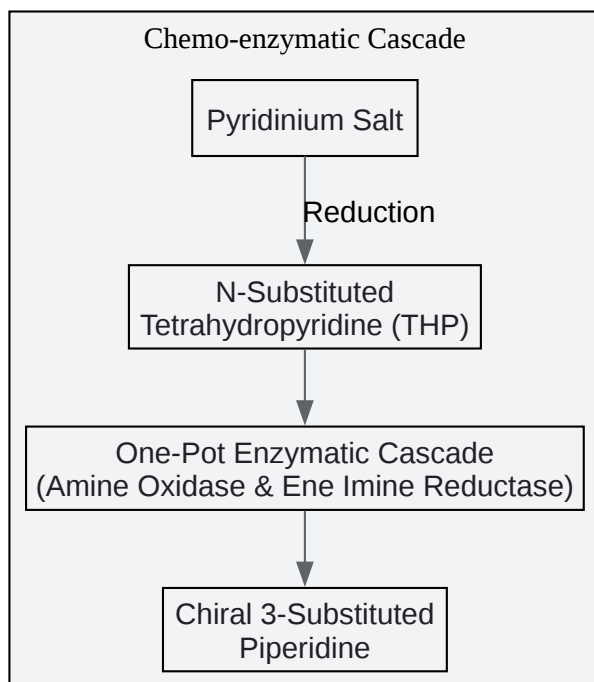 Chemo-enzymatic Cascade
Pyridinium Salt
Reduction
N-Substituted
Tetrahydropyridine (THP)
One-Pot Enzymatic Cascade
(Amine Oxidase & Ene Imine Reductase)
Chiral 3-Substituted
Piperidine